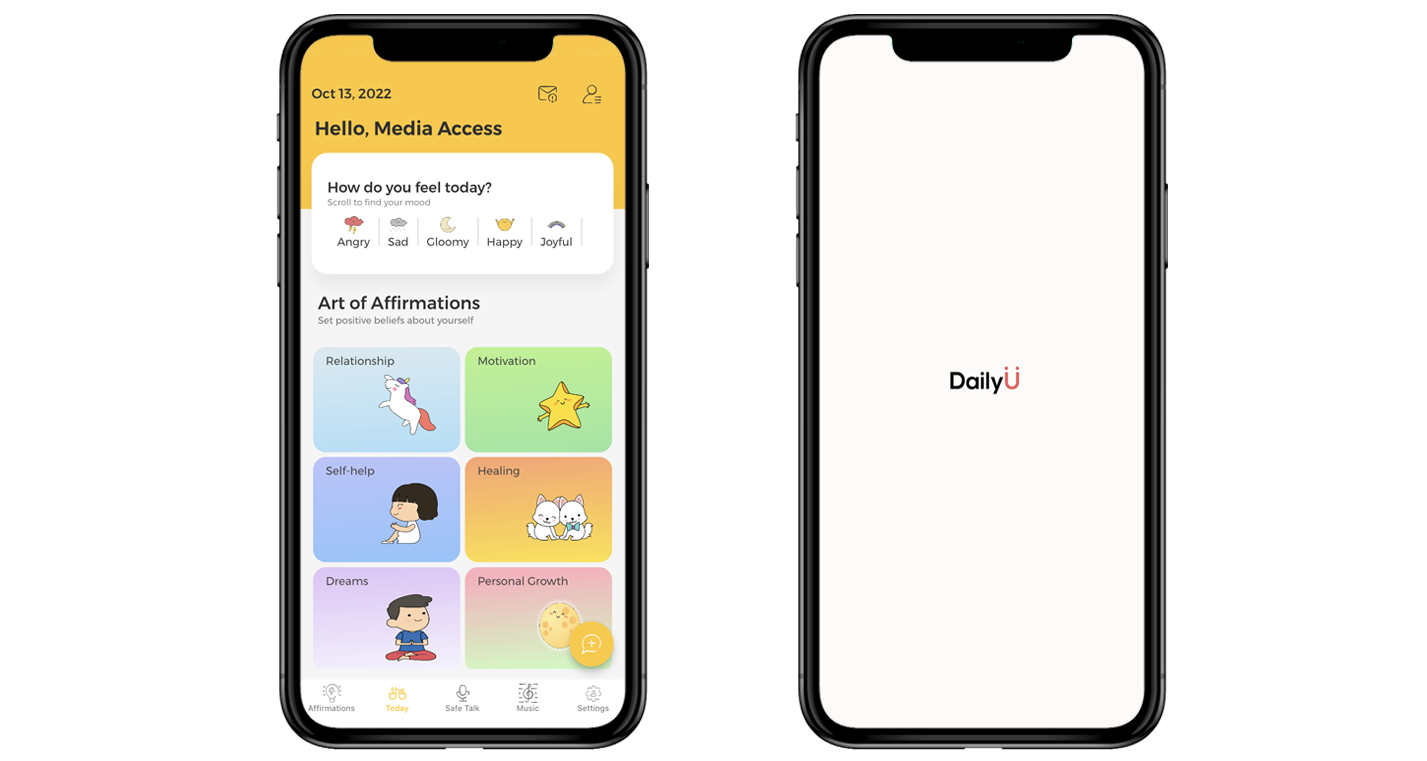 Oct 13, 2022
Hello, Media Access
How do you feel today?
Scroll to find your mood
Angry Sad Gloomy Happy Joyful
Art of Affirmations
Set positive beliefs about yourself
Relationship Motivation
Self-help Healing
Dreams Personal Growth
Affirmations Today Safe Talk Music Settings
DailyÜ